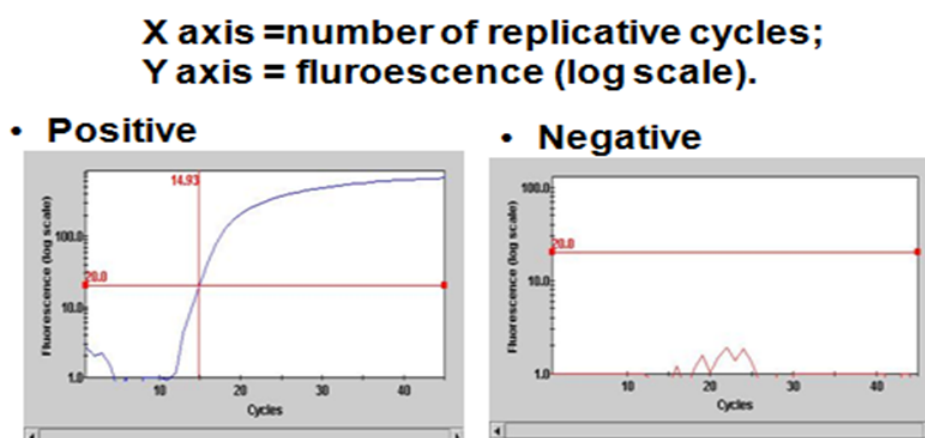 X axis =number of replicative cycles;
Y axis = fluroescence (log scale).
• Positive
• Negative
14.93
100.0
20.0
10.0
1.0
10 20 30 40
Cycles
Fluorescence (log scale)
100.0
20.0
10.0
1.0
10 20 30 40
Cycles
Fluorescence (log scale)